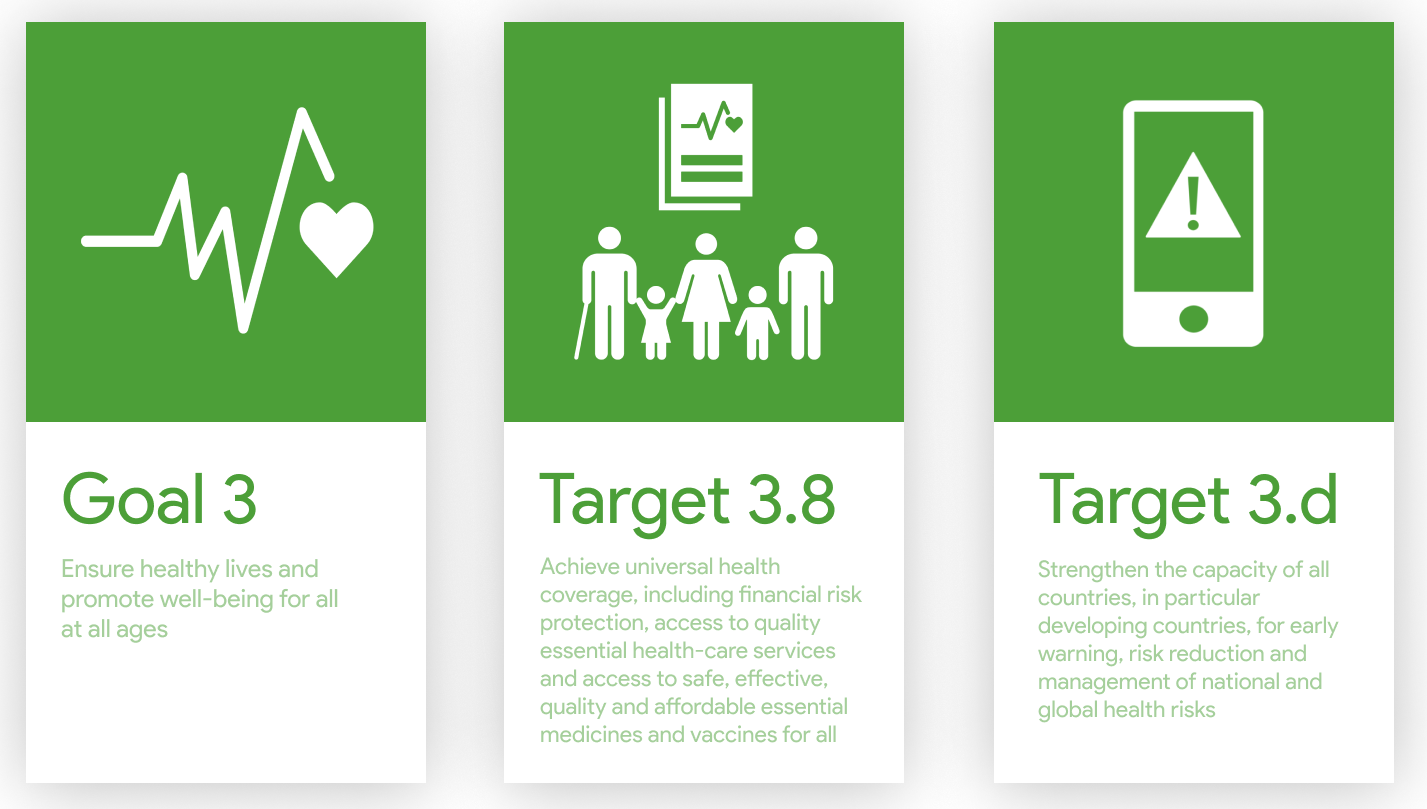 Goal 3
Ensure healthy lives and
promote well-being for all
at all ages
Target 3.8
Achieve universal health
coverage, including financial risk
protection, access to quality
essential health-care services
and access to safe, effective,
quality and affordable essential
medicines and vaccines for all
Target 3.d
Strengthen the capacity of all
countries, in particular
developing countries, for early
warning, risk reduction and
management of national and
global health risks